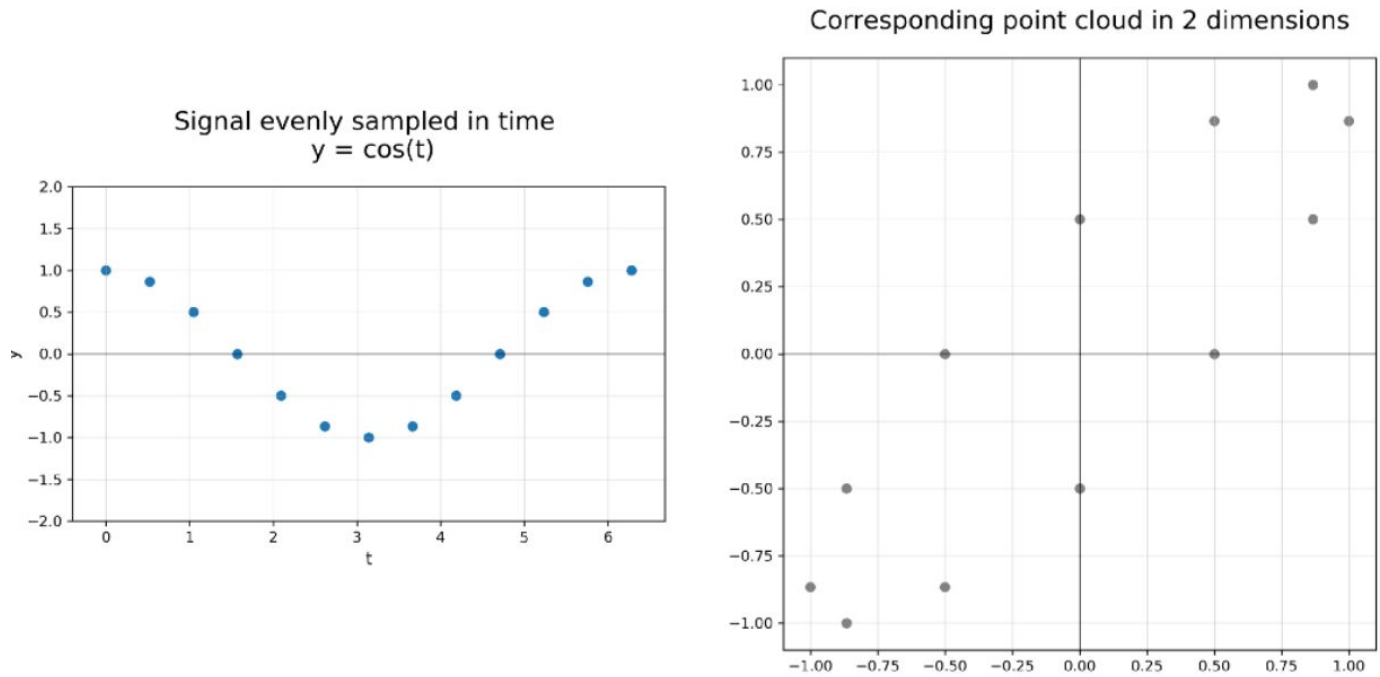 Signal evenly sampled in time
y = cos(t)
2.0
1.5
1.0
0.5
0.0
−0.5
−1.0
−1.5
−2.0
y
0 1 2 3 4 5 6
t
Corresponding point cloud in 2 dimensions
1.00
0.75
0.50
0.25
0.00
−0.25
−0.50
−0.75
−1.00
−1.00 −0.75 −0.50 −0.25 0.00 0.25 0.50 0.75 1.00